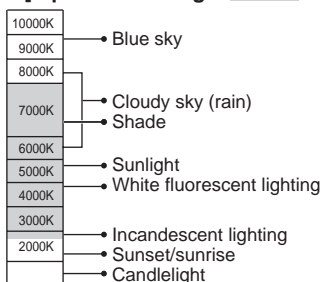 10000K
9000K
Blue sky
8000K
Cloudy sky (rain)
7000K
Shade
6000K
5000K
Sunlight
4000K
White fluorescent lighting
3000K
2000K
Incandescent lighting
Sunset/sunrise
Candlelight